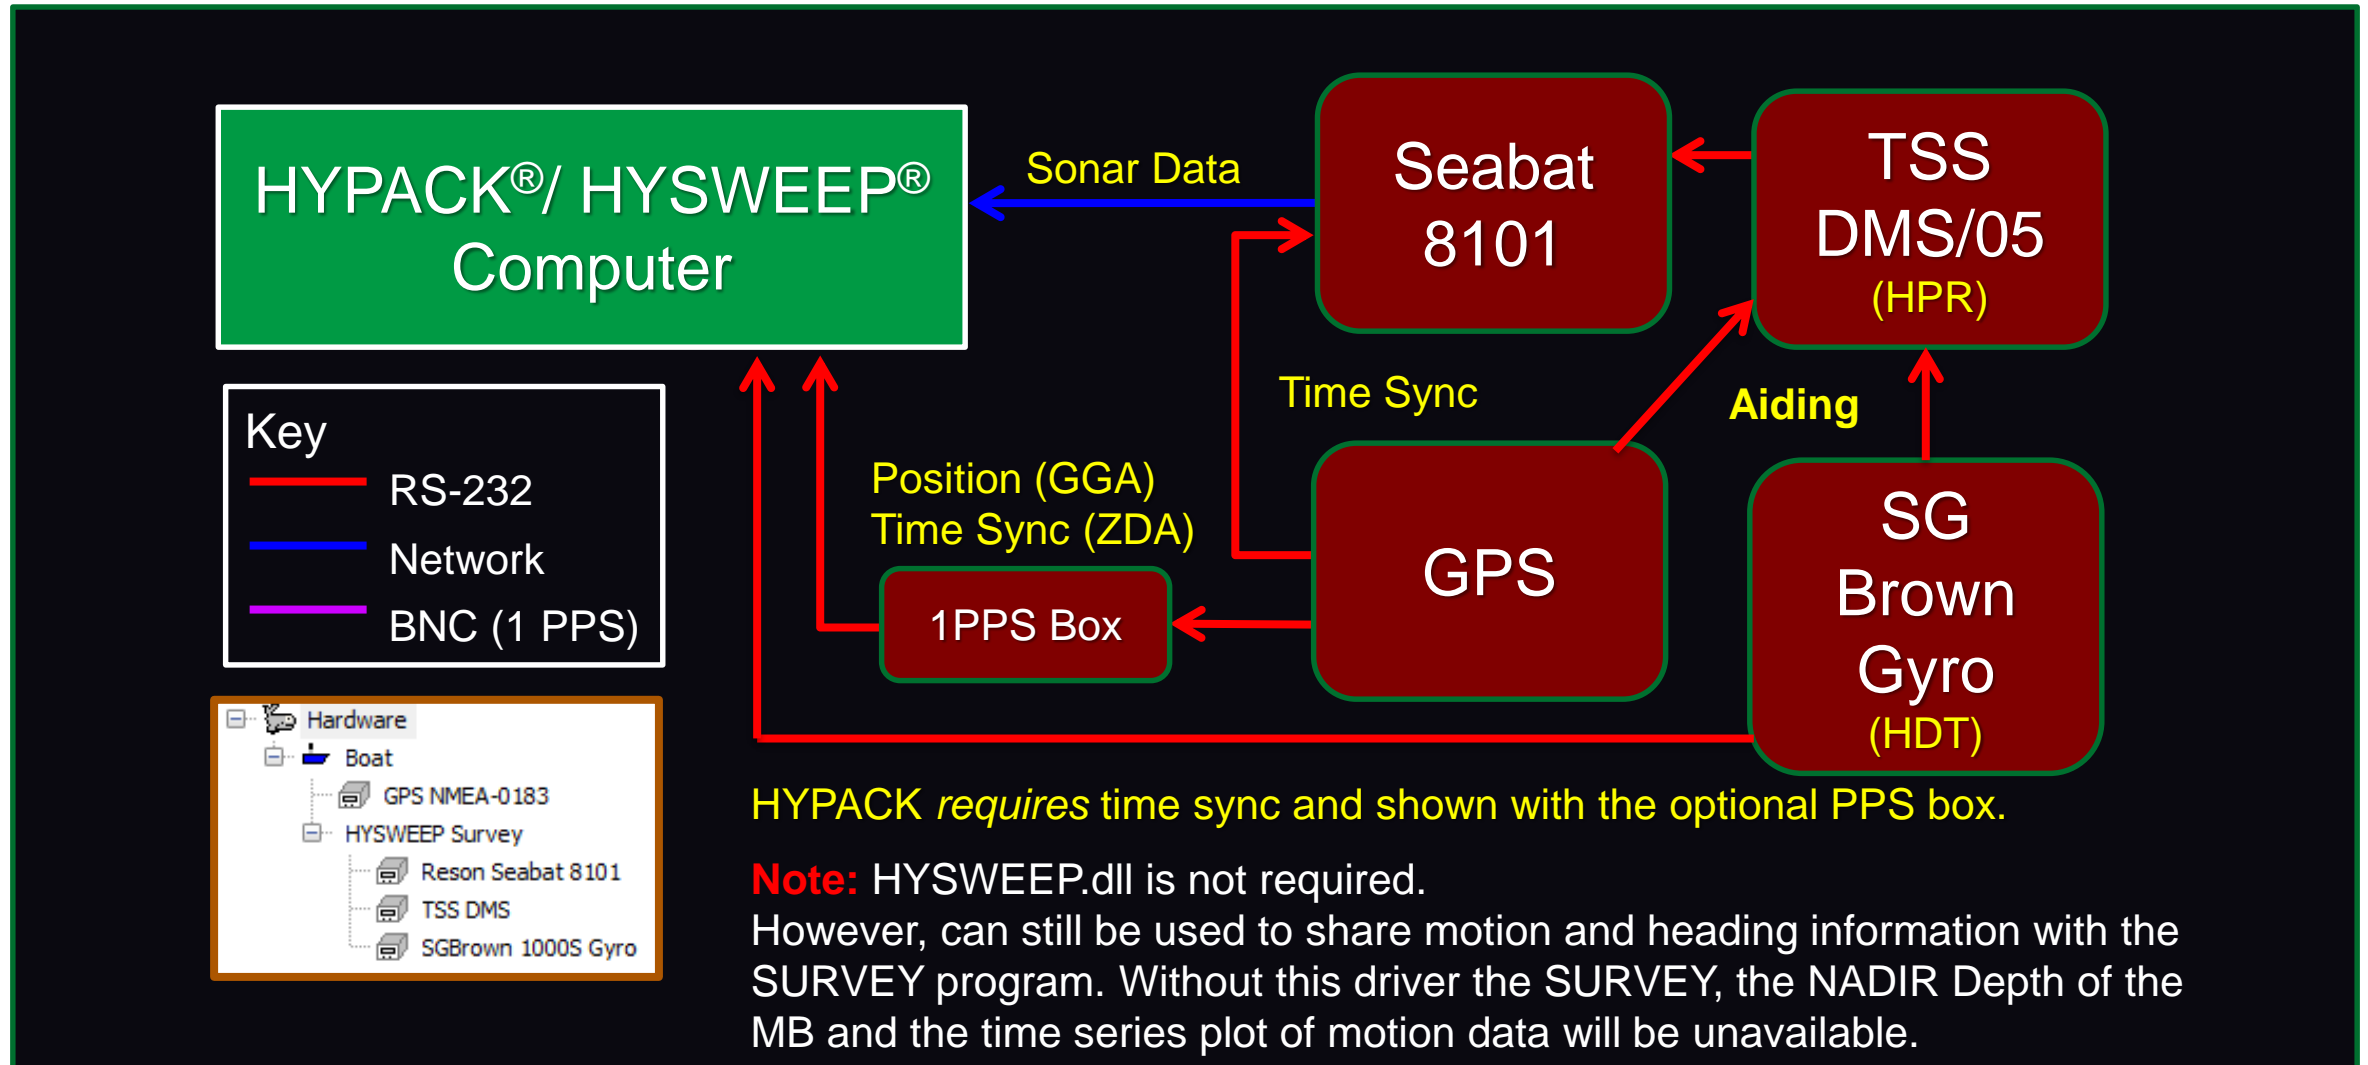 HYPACK®/ HYSWEEP®
Computer
Sonar Data
Seabat
8101
TSS
DMS/05
(HPR)
Key
RS-232
Network
BNC (1 PPS)
Time Sync
Aiding
Position (GGA)
Time Sync (ZDA)
1PPS Box
GPS
SG
Brown
Gyro
(HDT)
Hardware
Boat
GPS NMEA-0183
HYSWEEP Survey
Reson Seabat 8101
TSS DMS
SGBrown 1000S Gyro
HYPACK requires time sync and shown with the optional PPS box.
Note: HYSWEEP.dll is not required.
However, can still be used to share motion and heading information with the
SURVEY program. Without this driver the SURVEY, the NADIR Depth of the
MB and the time series plot of motion data will be unavailable.